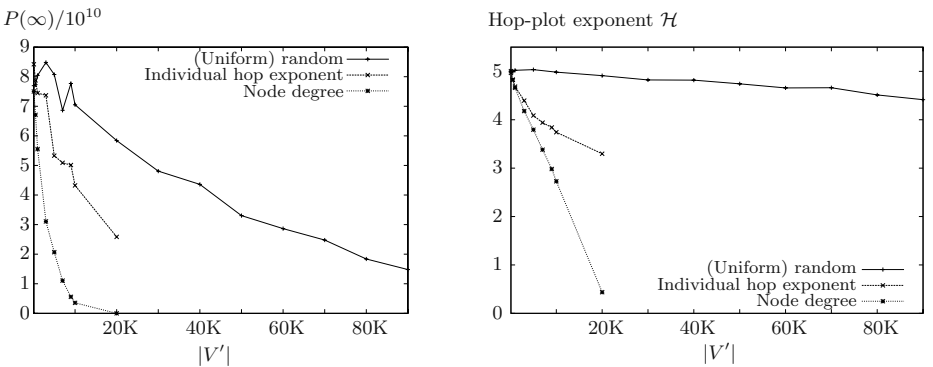 P(∞)/10¹⁰
9
8
7
6
5
4
3
2
1
0
20K 40K 60K 80K
|V′|
(Uniform) random
Individual hop exponent
Node degree
Hop-plot exponent ℋ
5
4
3
2
1
0
20K 40K 60K 80K
|V′|
(Uniform) random
Individual hop exponent
Node degree